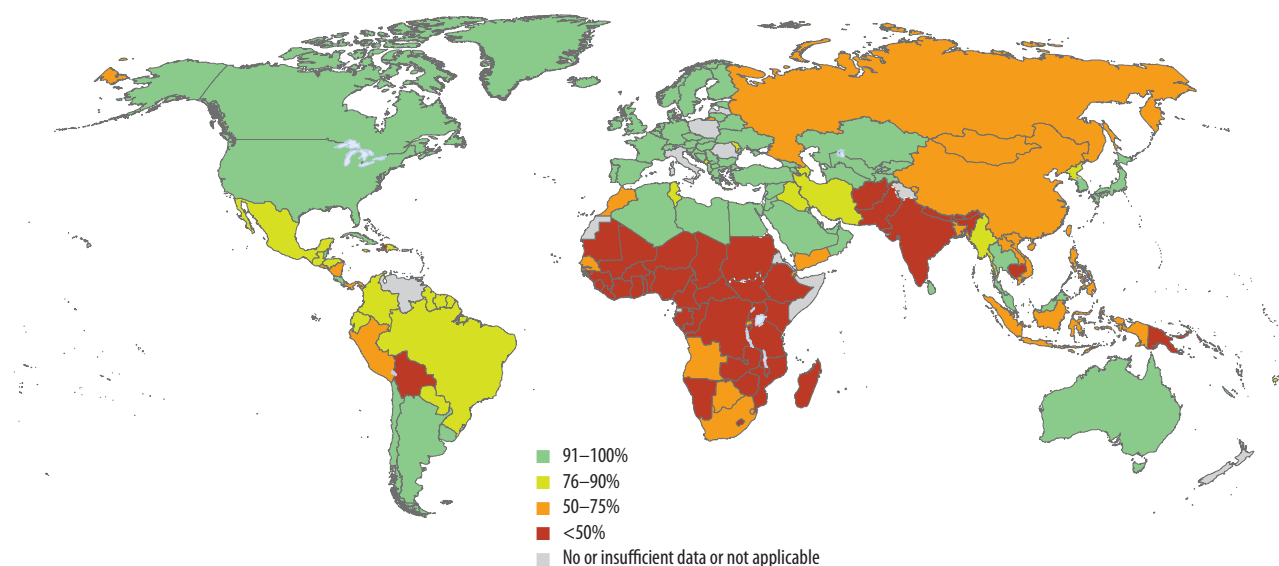 91–100%
76–90%
50–75%
<50%
No or insufficient data or not applicable